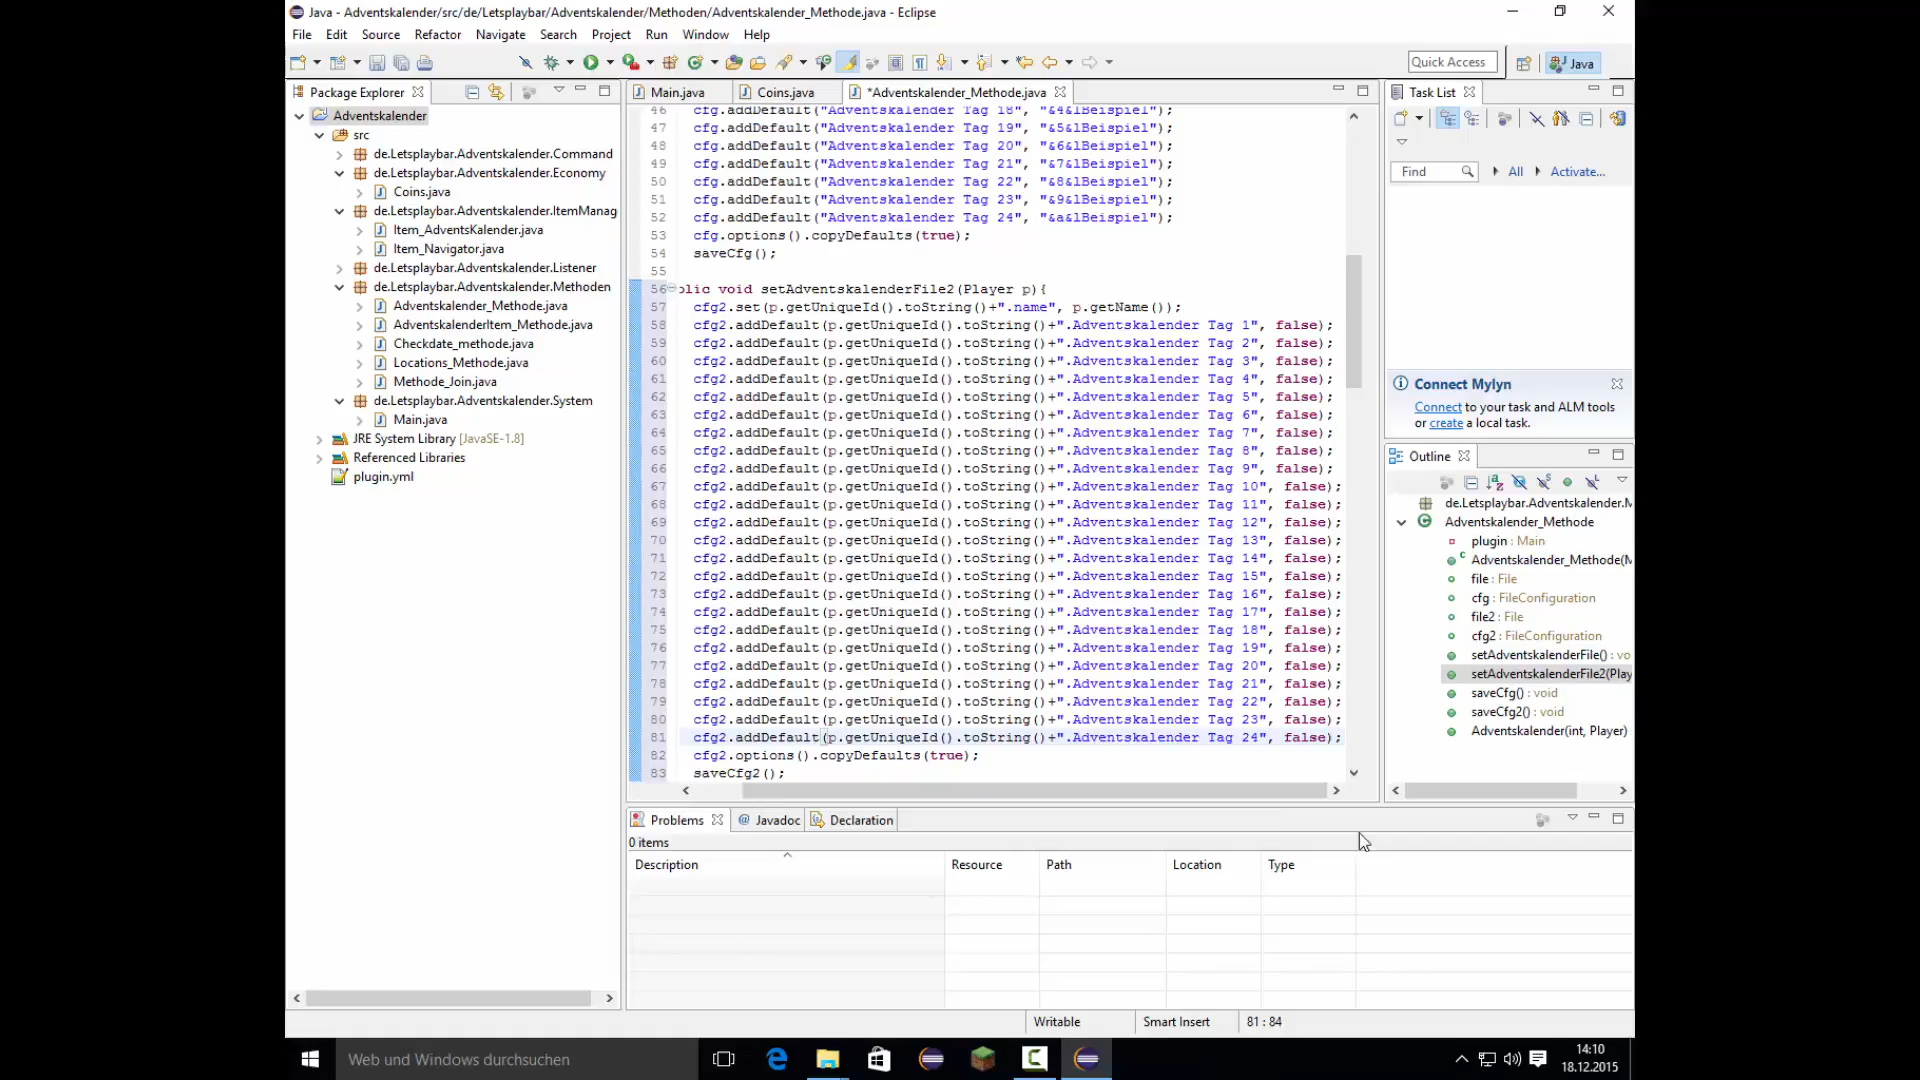 Java - Adventskalender/src/de/Letsplaybar/Adventskalender/Methoden/Adventskalender_Methode.java - Eclipse
File Edit Source Refactor Navigate Search Project Run Window Help
Quick Access
Java
Package Explorer
Adventskalender
src
de.Letsplaybar.Adventskalender.Command
de.Letsplaybar.Adventskalender.Economy
Coins.java
de.Letsplaybar.Adventskalender.ItemManag
Item_AdventsKalender.java
Item_Navigator.java
de.Letsplaybar.Adventskalender.Listener
de.Letsplaybar.Adventskalender.Methoden
Adventskalender_Methode.java
AdventskalenderItem_Methode.java
Checkdate_methode.java
Locations_Methode.java
Methode_Join.java
de.Letsplaybar.Adventskalender.System
Main.java
JRE System Library [JavaSE-1.8]
Referenced Libraries
plugin.yml
Main.java Coins.java *Adventskalender_Methode.java
46 cfg.addDefault("Adventskalender Tag 18", "&4&lBeispiel");
47 cfg.addDefault("Adventskalender Tag 19", "&5&lBeispiel");
48 cfg.addDefault("Adventskalender Tag 20", "&6&lBeispiel");
49 cfg.addDefault("Adventskalender Tag 21", "&7&lBeispiel");
50 cfg.addDefault("Adventskalender Tag 22", "&8&lBeispiel");
51 cfg.addDefault("Adventskalender Tag 23", "&9&lBeispiel");
52 cfg.addDefault("Adventskalender Tag 24", "&a&lBeispiel");
53 cfg.options().copyDefaults(true);
54 saveCfg();
55
56 blic void setAdventskalenderFile2(Player p){
57 cfg2.set(p.getUniqueId().toString()+".name", p.getName());
58 cfg2.addDefault(p.getUniqueId().toString()+".Adventskalender Tag 1", false);
59 cfg2.addDefault(p.getUniqueId().toString()+".Adventskalender Tag 2", false);
60 cfg2.addDefault(p.getUniqueId().toString()+".Adventskalender Tag 3", false);
61 cfg2.addDefault(p.getUniqueId().toString()+".Adventskalender Tag 4", false);
62 cfg2.addDefault(p.getUniqueId().toString()+".Adventskalender Tag 5", false);
63 cfg2.addDefault(p.getUniqueId().toString()+".Adventskalender Tag 6", false);
64 cfg2.addDefault(p.getUniqueId().toString()+".Adventskalender Tag 7", false);
65 cfg2.addDefault(p.getUniqueId().toString()+".Adventskalender Tag 8", false);
66 cfg2.addDefault(p.getUniqueId().toString()+".Adventskalender Tag 9", false);
67 cfg2.addDefault(p.getUniqueId().toString()+".Adventskalender Tag 10", false);
68 cfg2.addDefault(p.getUniqueId().toString()+".Adventskalender Tag 11", false);
69 cfg2.addDefault(p.getUniqueId().toString()+".Adventskalender Tag 12", false);
70 cfg2.addDefault(p.getUniqueId().toString()+".Adventskalender Tag 13", false);
71 cfg2.addDefault(p.getUniqueId().toString()+".Adventskalender Tag 14", false);
72 cfg2.addDefault(p.getUniqueId().toString()+".Adventskalender Tag 15", false);
73 cfg2.addDefault(p.getUniqueId().toString()+".Adventskalender Tag 16", false);
74 cfg2.addDefault(p.getUniqueId().toString()+".Adventskalender Tag 17", false);
75 cfg2.addDefault(p.getUniqueId().toString()+".Adventskalender Tag 18", false);
76 cfg2.addDefault(p.getUniqueId().toString()+".Adventskalender Tag 19", false);
77 cfg2.addDefault(p.getUniqueId().toString()+".Adventskalender Tag 20", false);
78 cfg2.addDefault(p.getUniqueId().toString()+".Adventskalender Tag 21", false);
79 cfg2.addDefault(p.getUniqueId().toString()+".Adventskalender Tag 22", false);
80 cfg2.addDefault(p.getUniqueId().toString()+".Adventskalender Tag 23", false);
81 cfg2.addDefault(p.getUniqueId().toString()+".Adventskalender Tag 24", false);
82 cfg2.options().copyDefaults(true);
83 saveCfg2();
Task List
Find All Activate...
Connect Mylyn
Connect to your task and ALM tools
or create a local task.
Outline
de.Letsplaybar.Adventskalender.M
Adventskalender_Methode
plugin : Main
Adventskalender_Methode(M
file : File
cfg : FileConfiguration
file2 : File
cfg2 : FileConfiguration
setAdventskalenderFile() : vo
setAdventskalenderFile2(Play
saveCfg() : void
saveCfg2() : void
Adventskalender(int, Player)
Problems @ Javadoc Declaration
0 items
Description Resource Path Location Type
Writable Smart Insert 81 : 84
Web und Windows durchsuchen
14:10
18.12.2015